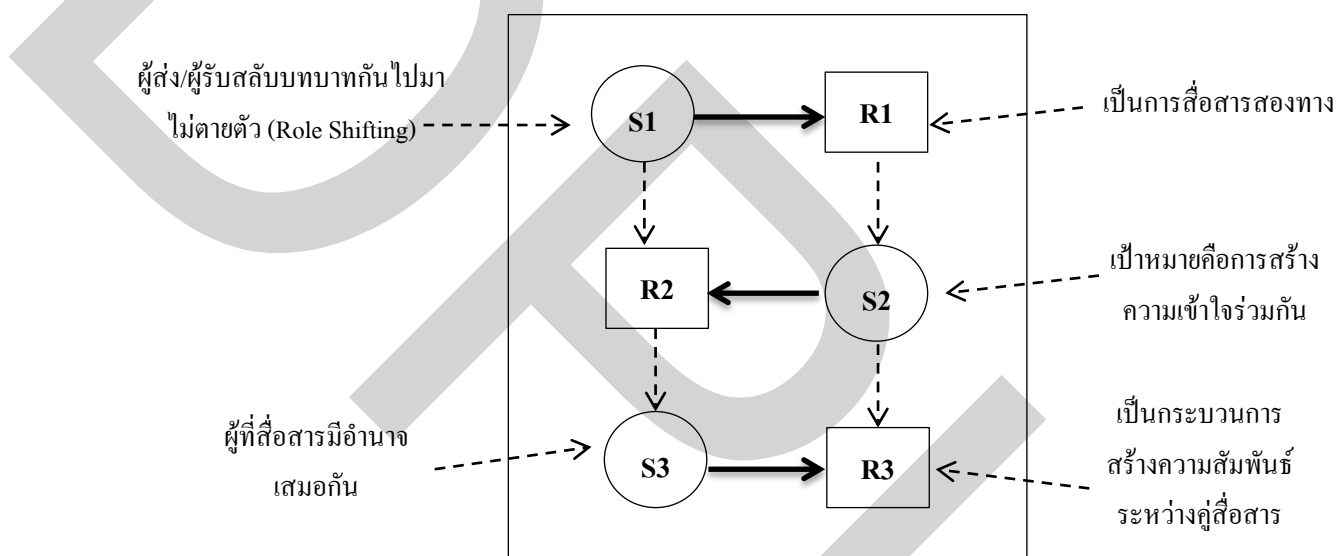 ผู้ส่ง/ผู้รับสลับบทบาทกันไปมา
ไม่ตายตัว (Role Shifting)
S1
R1
เป็นการสื่อสารสองทาง
R2
S2
เป้าหมายคือการสร้าง
ความเข้าใจร่วมกัน
ผู้ที่สื่อสารมีอำนาจ
เสมอกัน
S3
R3
เป็นกระบวนการ
สร้างความสัมพันธ์
ระหว่างคู่สื่อสาร